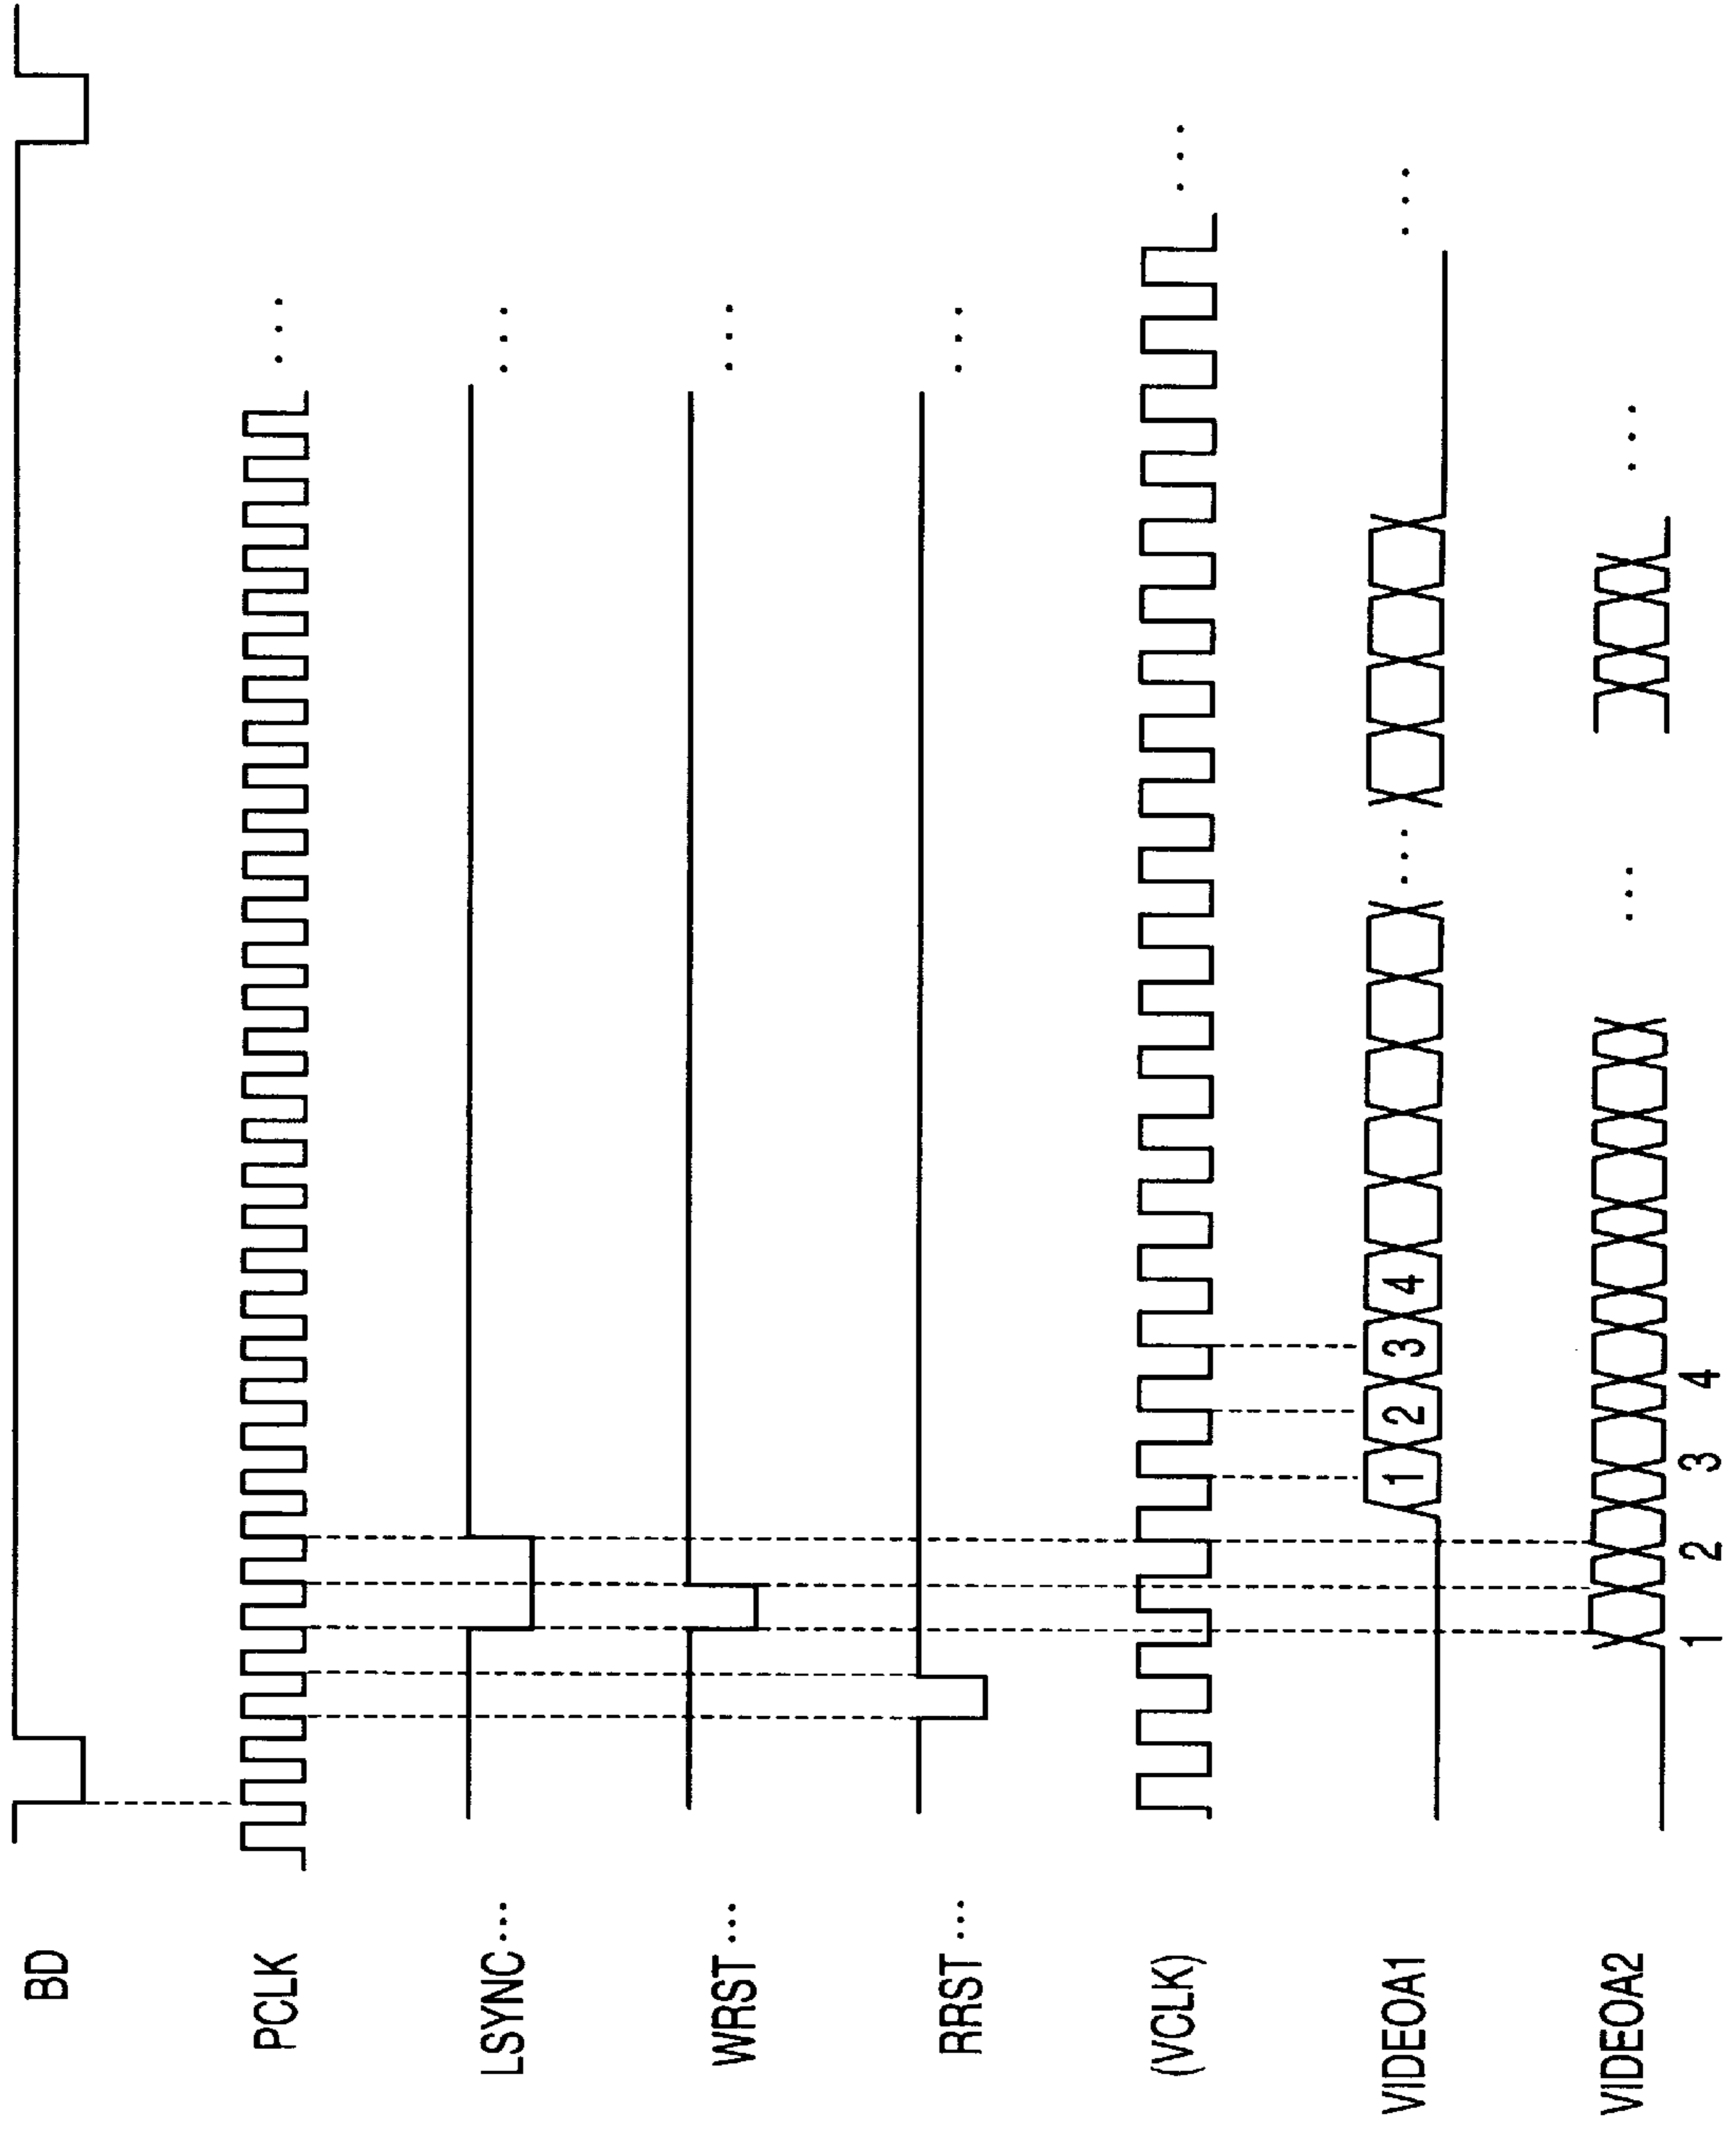 BD
PCLK
LSYNC...
WRST...
RRST...
(VCLK)
VIDEOA1
1 2 3 4
VIDEOA2
1 2 3 4